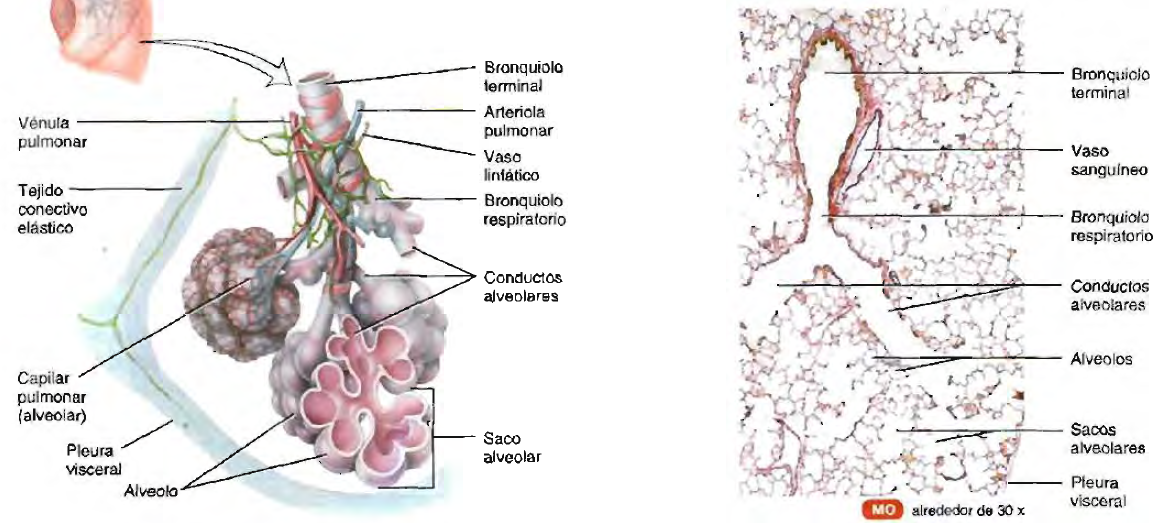 Bronquiolo
terminal
Arteriola
pulmonar
Vaso
linfático
Bronquiolo
respiratorio
Conductos
alveolares
Saco
alveolar
Vénula
pulmonar
Tejido
conectivo
elástico
Capilar
pulmonar
(alveolar)
Pleura
visceral
Alveolo
Bronquiolo
terminal
Vaso
sanguíneo
Bronquiolo
respiratorio
Conductos
alveolares
Alveolos
Sacos
alveolares
Pleura
visceral
MO alrededor de 30 x